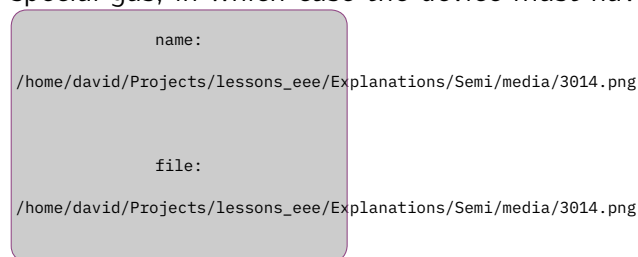 special gas, in which case the device must hav
name:
/home/david/Projects/lessons_eee/Explanations/Semi/media/3014.png
file:
/home/david/Projects/lessons_eee/Explanations/Semi/media/3014.png